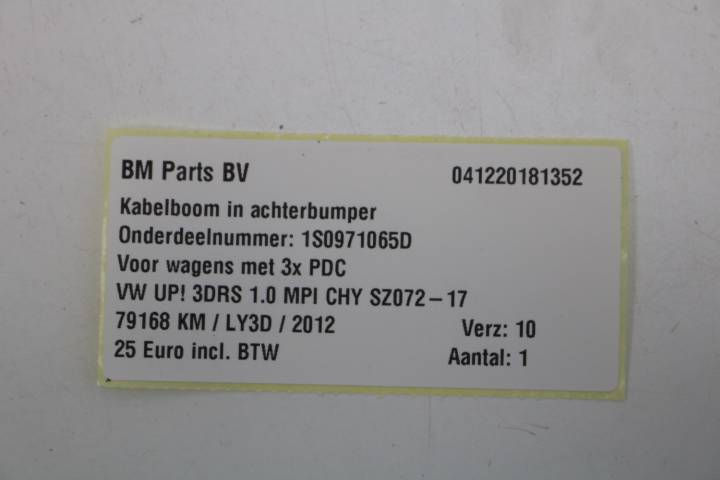 BM Parts BV 041220181352
Kabelboom in achterbumper
Onderdeelnummer: 1S0971065D
Voor wagens met 3x PDC
VW UP! 3DRS 1.0 MPI CHY SZ072-17
79168 KM / LY3D / 2012 Verz: 10
25 Euro incl. BTW Aantal: 1